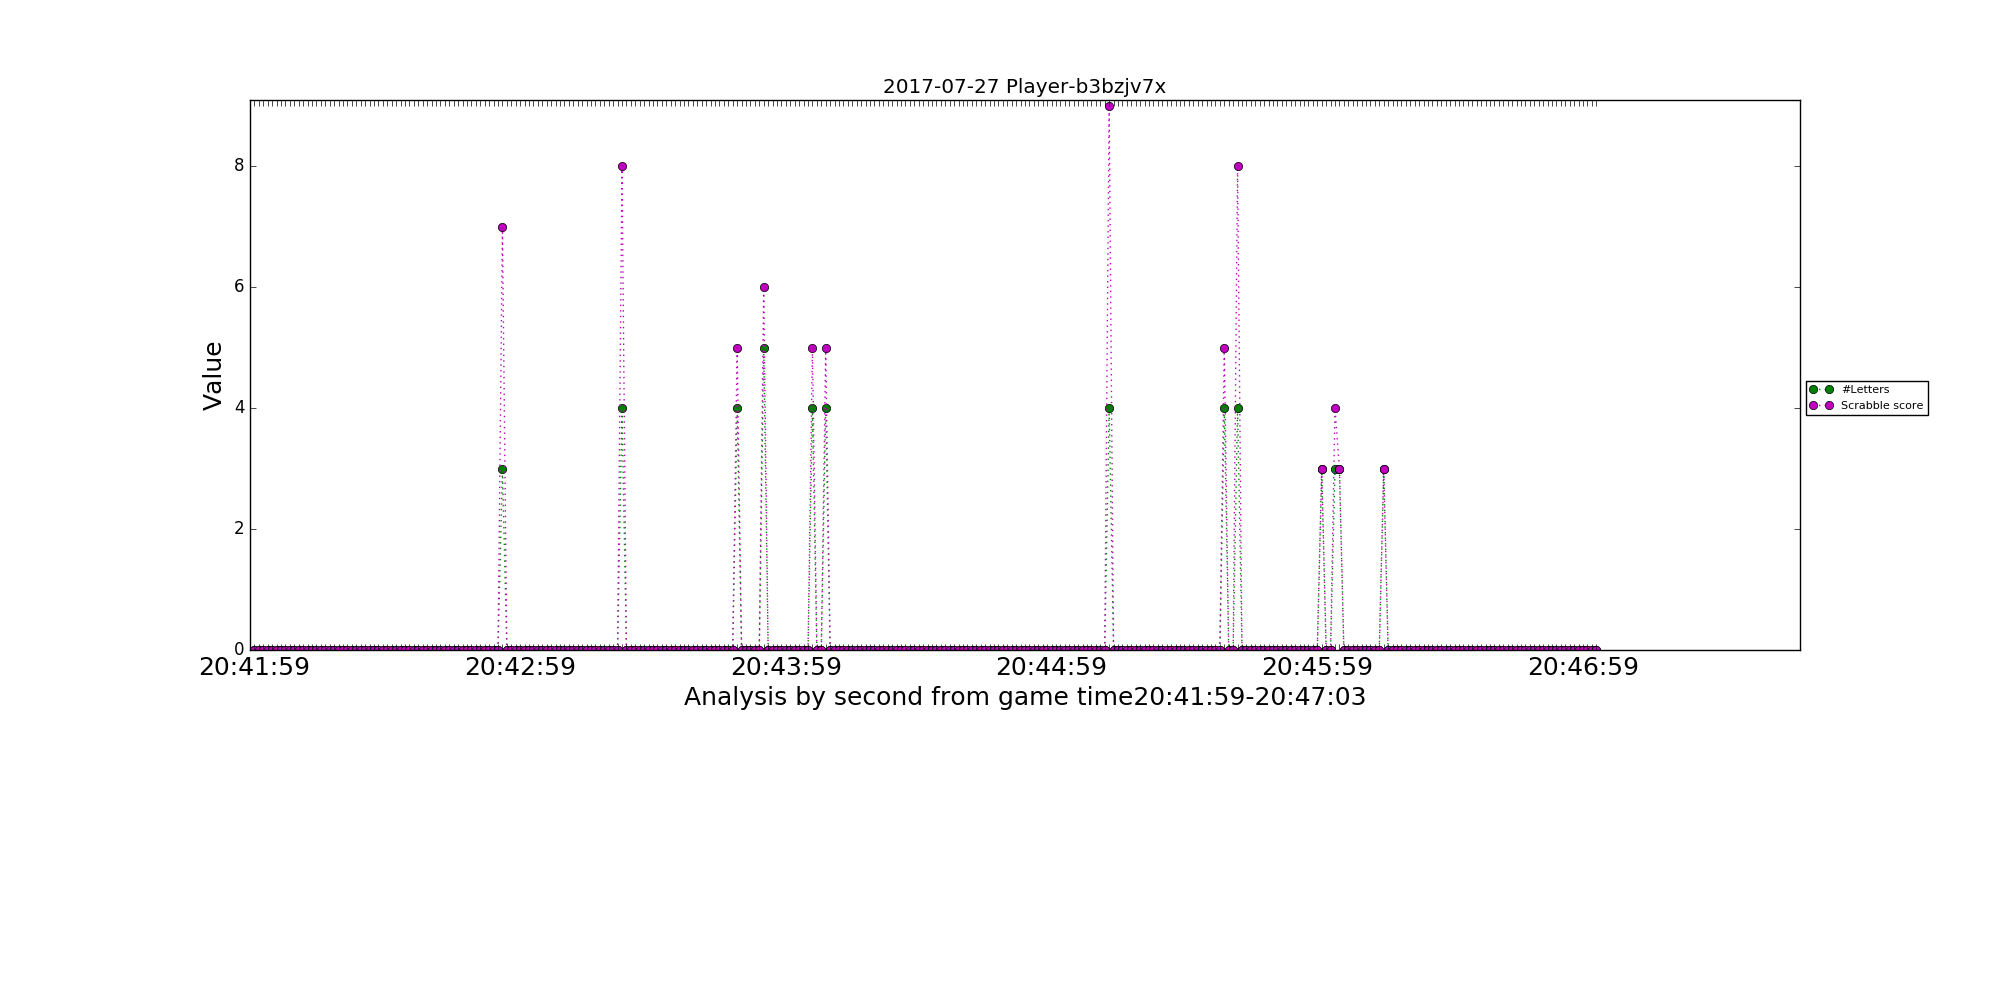 2017-07-27 Player-b3bzjv7x
8
6
4
2
0
Value
#Letters
Scrabble score
20:41:59 20:42:59 20:43:59 20:44:59 20:45:59 20:46:59
Analysis by second from game time20:41:59-20:47:03